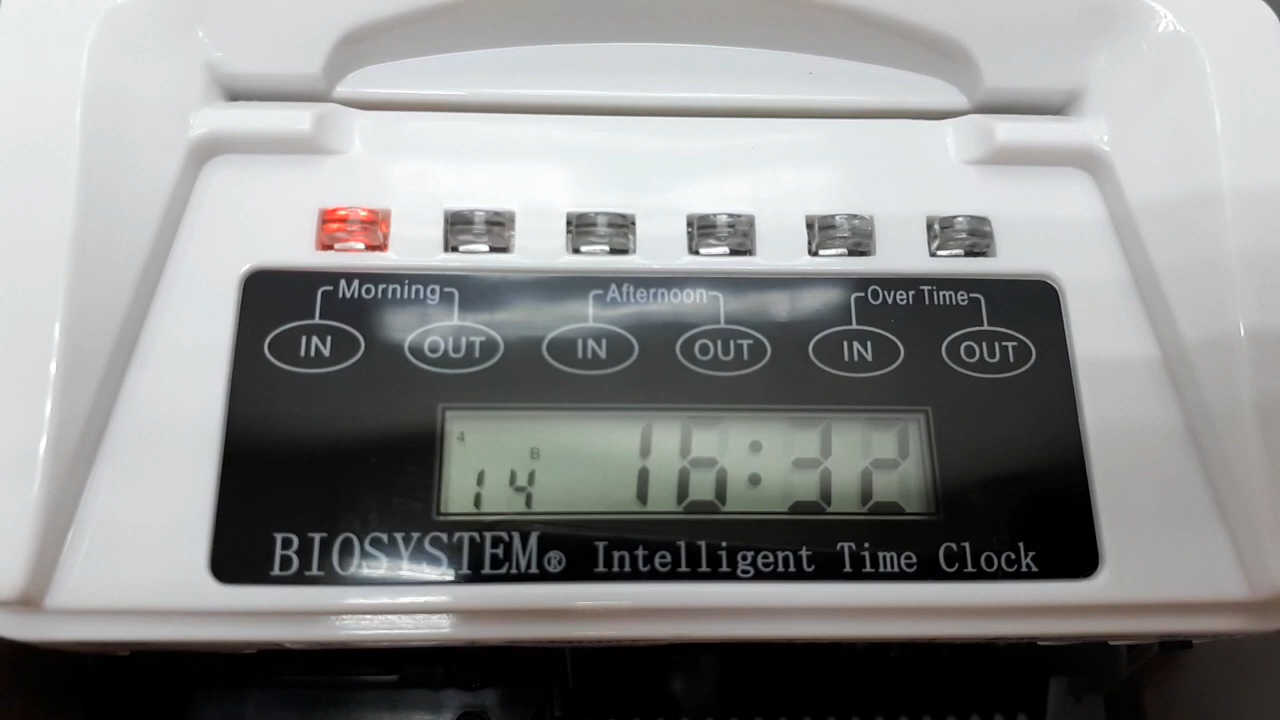 Morning Afternoon Over Time
IN OUT IN OUT IN OUT
4 B
14 16:32
BIOSYSTEM® Intelligent Time Clock